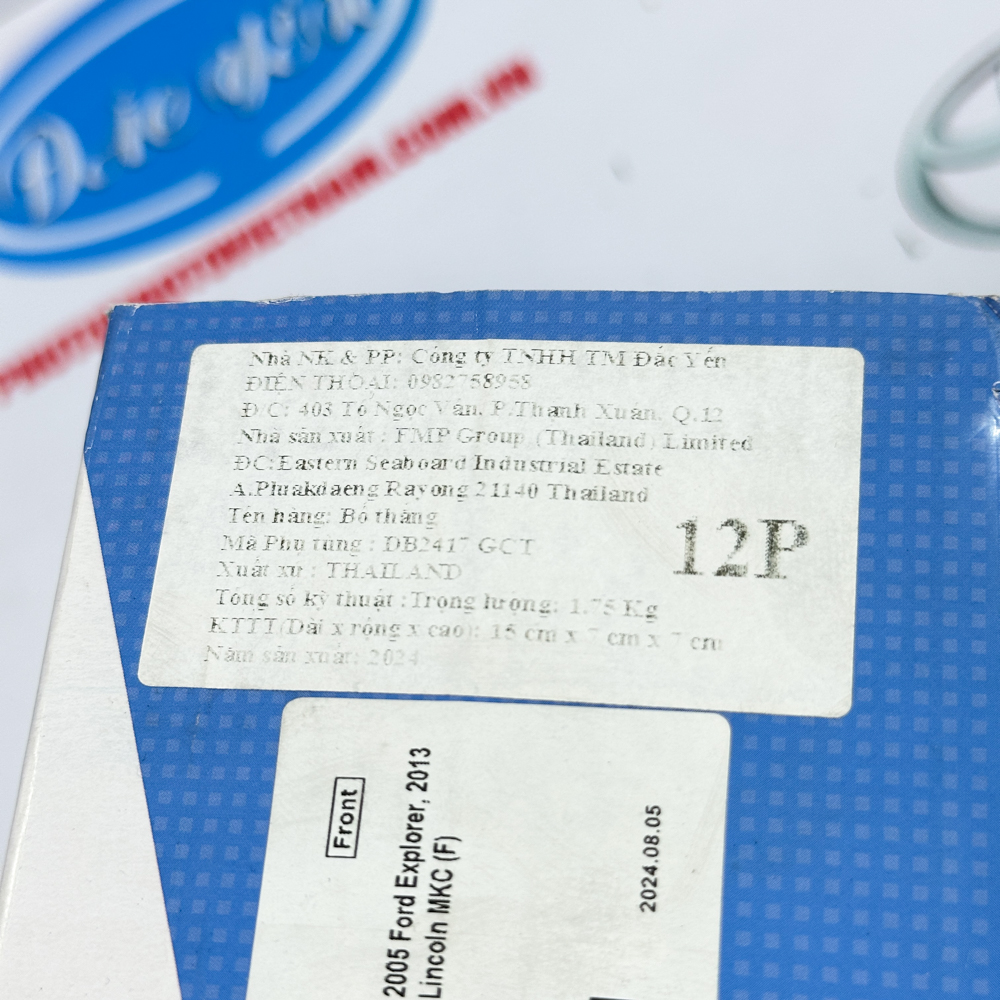 Đắc Yến
Nhà NK & PP: Công ty TNHH TM Đắc Yến
ĐIỆN THOẠI: 0982758958
Đ/C: 403 Tô Ngọc Vân, P.Thạnh Xuân, Q.12
Nhà sản xuất : FMP Group (Thailand) Limited
ĐC:Eastern Seaboard Industrial Estate
A.Pluakdaeng Rayong 21140 Thailand
Tên hàng: Bố thắng
Mã Phụ tùng : DB2417 GCT
12P
Xuất xứ : THAILAND
Tổng số kỹ thuật :Trọng lượng: 1.75 Kg
KTTT(Dài x rộng x cao): 15 cm x 7 cm x 7 cm
Năm sản xuất: 2024
Front
2005 Ford Explorer, 2013
Lincoln MKC (F)
2024.08.05